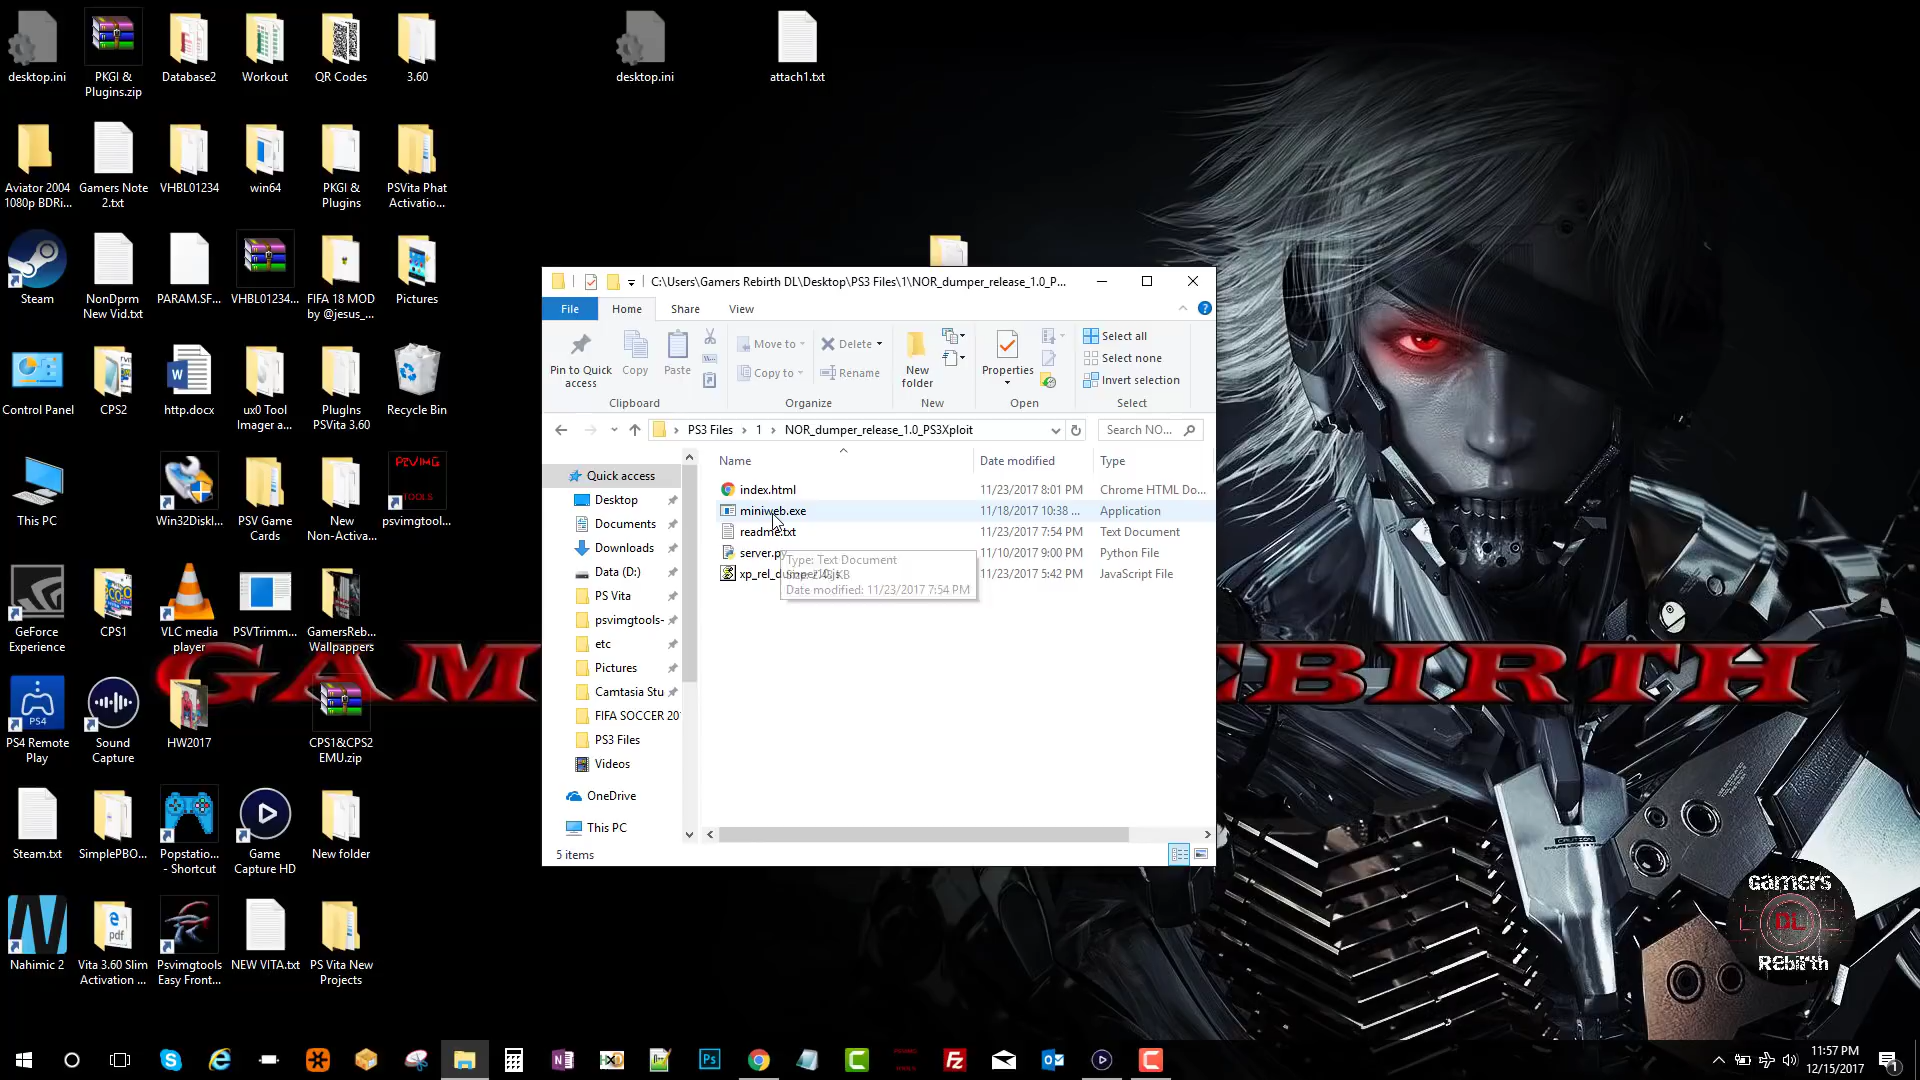 desktop.ini
PKGI &
Plugins.zip
Database2
Workout
QR Codes
3.60
desktop.ini
attach1.txt
Aviator 2004
1080p BDRi...
Gamers Note
2.txt
VHBL01234
win64
PKGI &
Plugins
PSVita Phat
Activatio...
Steam
NonDprm
New Vid.txt
PARAM.SF...
VHBL01234...
FIFA 18 MOD
by @jesus_...
Pictures
Control Panel
CPS2
http.docx
ux0 Tool
Imager a...
PlugIns
PSVita 3.60
Recycle Bin
This PC
Win32Diskl...
PSV Game
Cards
New
Non-Activa...
psvimgtool...
GeForce
Experience
CPS1
VLC media
player
PSVTrimm...
GamersReb...
Wallpappers
PS4 Remote
Play
Sound
Capture
HW2017
CPS1&CPS2
EMU.zip
Steam.txt
SimplePBO...
Popstatio...
- Shortcut
Game
Capture HD
New folder
Nahimic 2
Vita 3.60 Slim
Activation ...
Psvimgtools
Easy Front...
NEW VITA.txt
PS Vita New
Projects
C:\Users\Gamers Rebirth DL\Desktop\PS3 Files\1\NOR_dumper_release_1.0_P...
File
Home
Share
View
Pin to Quick
access
Copy
Paste
Move to
Copy to
Delete
Rename
New
folder
Properties
Select all
Select none
Invert selection
Clipboard
Organize
New
Open
Select
PS3 Files > 1 > NOR_dumper_release_1.0_PS3Xploit
Search NO...
Name
Date modified
Type
index.html 11/23/2017 8:01 PM Chrome HTML Do...
miniweb.exe 11/18/2017 10:38 ... Application
readme.txt 11/23/2017 7:54 PM Text Document
server.py 11/10/2017 9:00 PM Python File
11/23/2017 5:42 PM JavaScript File
Type: Text Document
Date modified: 11/23/2017 7:54 PM
Quick access
Desktop
Documents
Downloads
Data (D:)
PS Vita
psvimgtools-
etc
Pictures
Camtasia Stu
FIFA SOCCER 20
PS3 Files
Videos
OneDrive
This PC
5 items
GAM
EBIRTH
Gamers
DL
REbirth
11:57 PM
12/15/2017